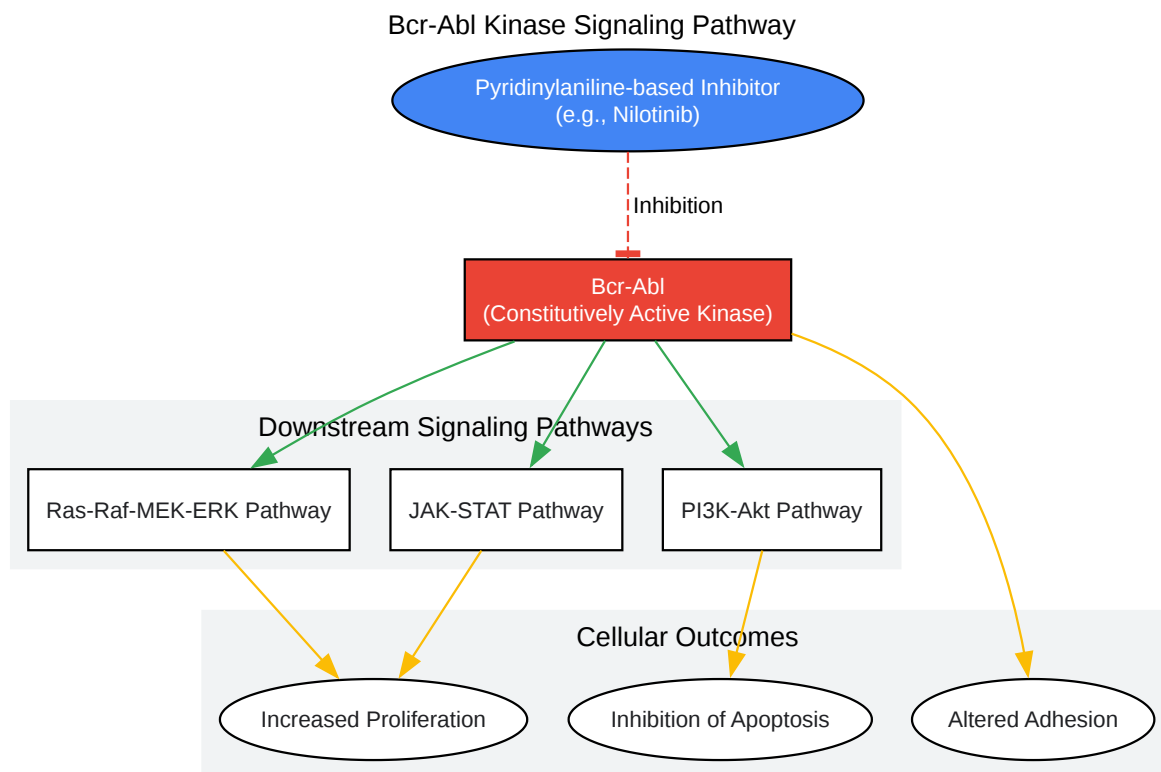 Bcr-Abl Kinase Signaling Pathway
Pyridinylaniline-based Inhibitor
(e.g., Nilotinib)
Inhibition
Bcr-Abl
(Constitutively Active Kinase)
Downstream Signaling Pathways
Ras-Raf-MEK-ERK Pathway
JAK-STAT Pathway
PI3K-Akt Pathway
Cellular Outcomes
Increased Proliferation
Inhibition of Apoptosis
Altered Adhesion